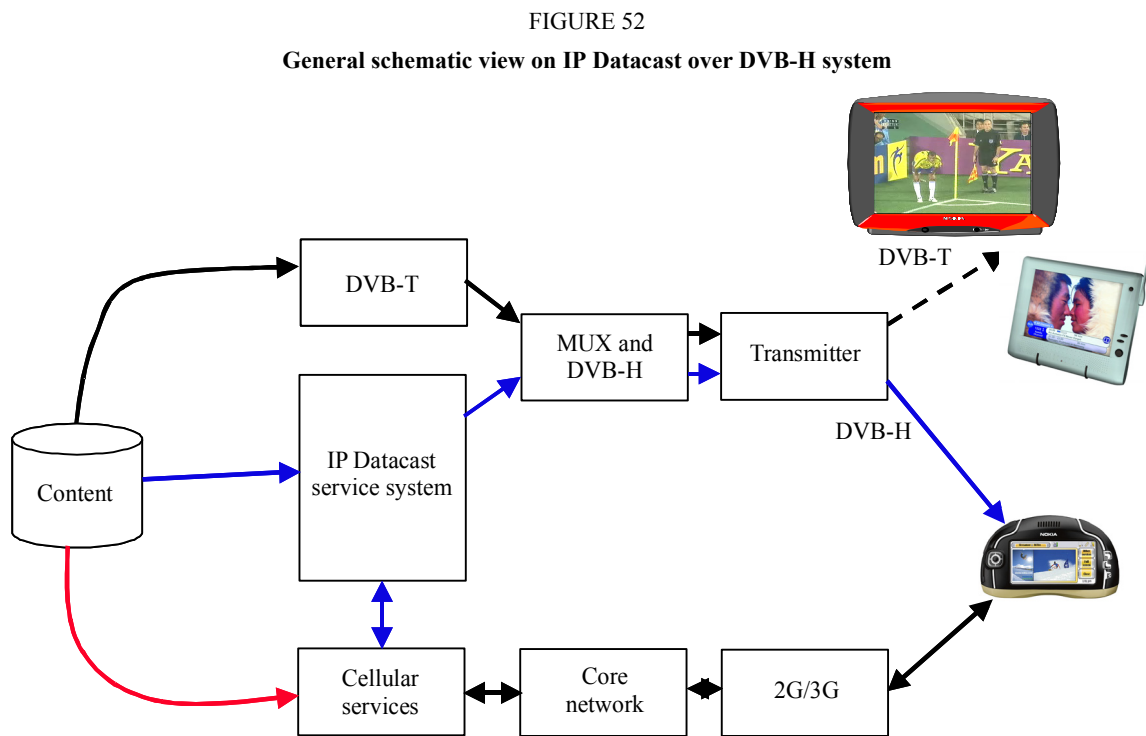 FIGURE 52
General schematic view on IP Datacast over DVB-H system
DVB-T
DVB-T
MUX and
DVB-H
Transmitter
DVB-H
IP Datacast
service system
Content
NOKIA
Cellular
services
Core
network
2G/3G